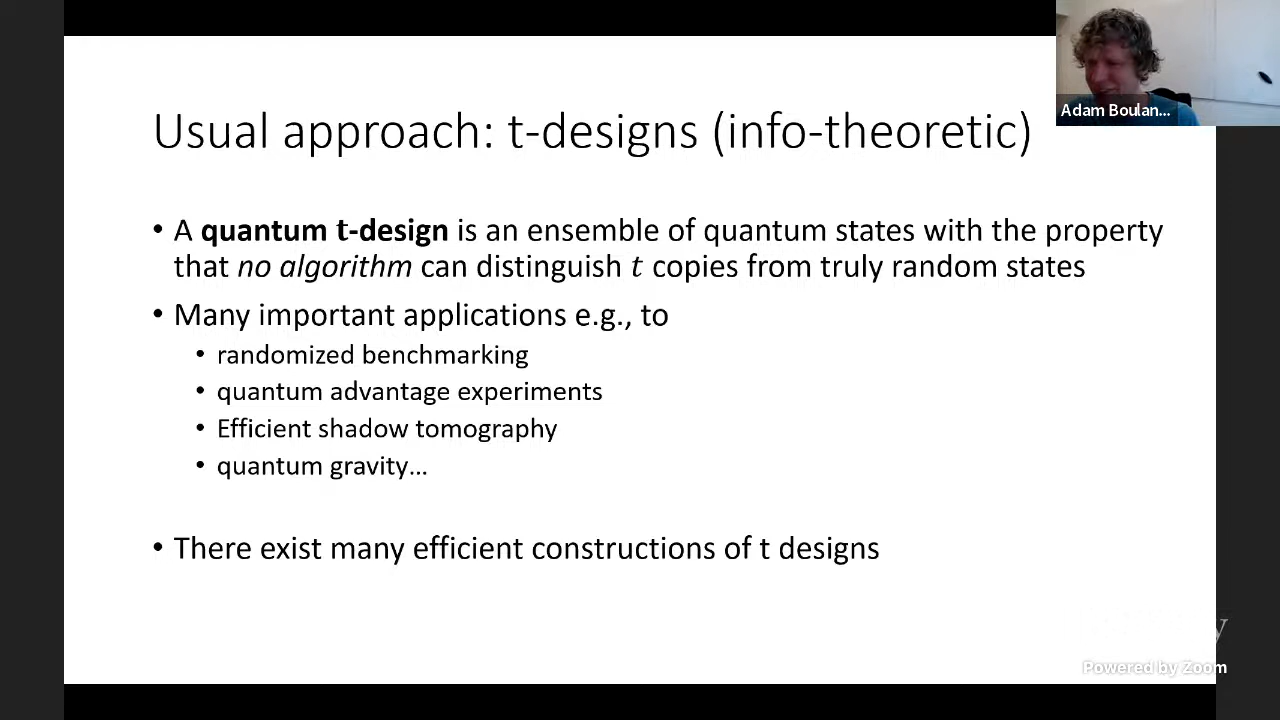 Usual approach: t-designs (info-theoretic)
Adam Boulan...
• A quantum t-design is an ensemble of quantum states with the property
that no algorithm can distinguish t copies from truly random states
• Many important applications e.g., to
• randomized benchmarking
• quantum advantage experiments
• Efficient shadow tomography
• quantum gravity...
• There exist many efficient constructions of t designs
Powered by Zoom